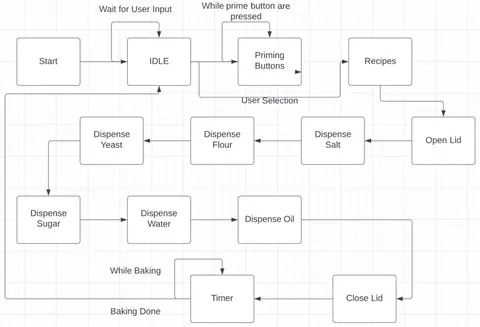 Wait for User Input
While prime button are
pressed
Start
IDLE
Priming
Buttons
Recipes
User Selection
Dispense
Yeast
Dispense
Flour
Dispense
Salt
Open Lid
Dispense
Sugar
Dispense
Water
Dispense Oil
While Baking
Timer
Close Lid
Baking Done